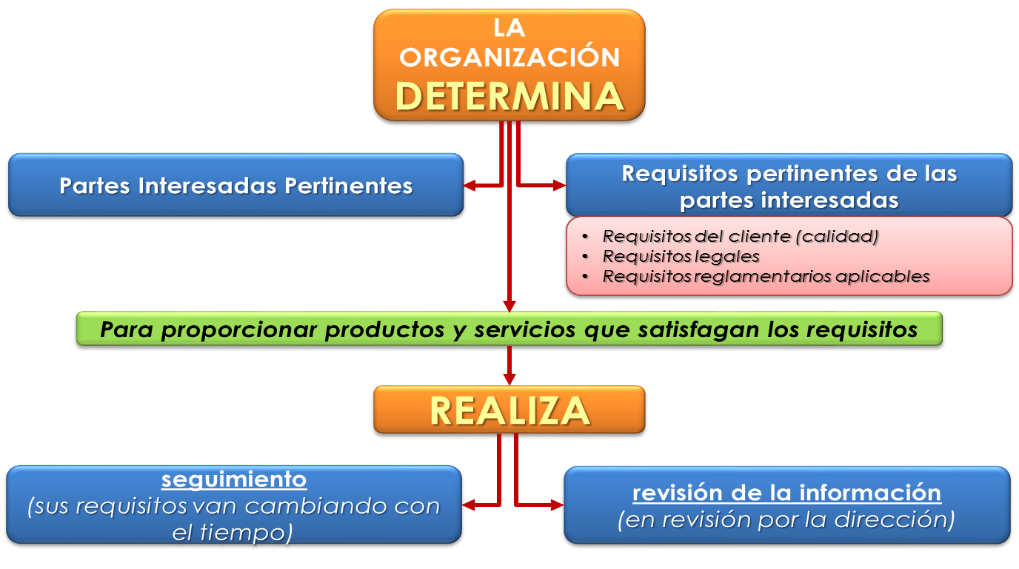 LA
ORGANIZACIÓN
DETERMINA
Partes Interesadas Pertinentes
Requisitos pertinentes de las
partes interesadas
• Requisitos del cliente (calidad)
• Requisitos legales
• Requisitos reglamentarios aplicables
Para proporcionar productos y servicios que satisfagan los requisitos
REALIZA
seguimiento
(sus requisitos van cambiando con
el tiempo)
revisión de la información
(en revisión por la dirección)